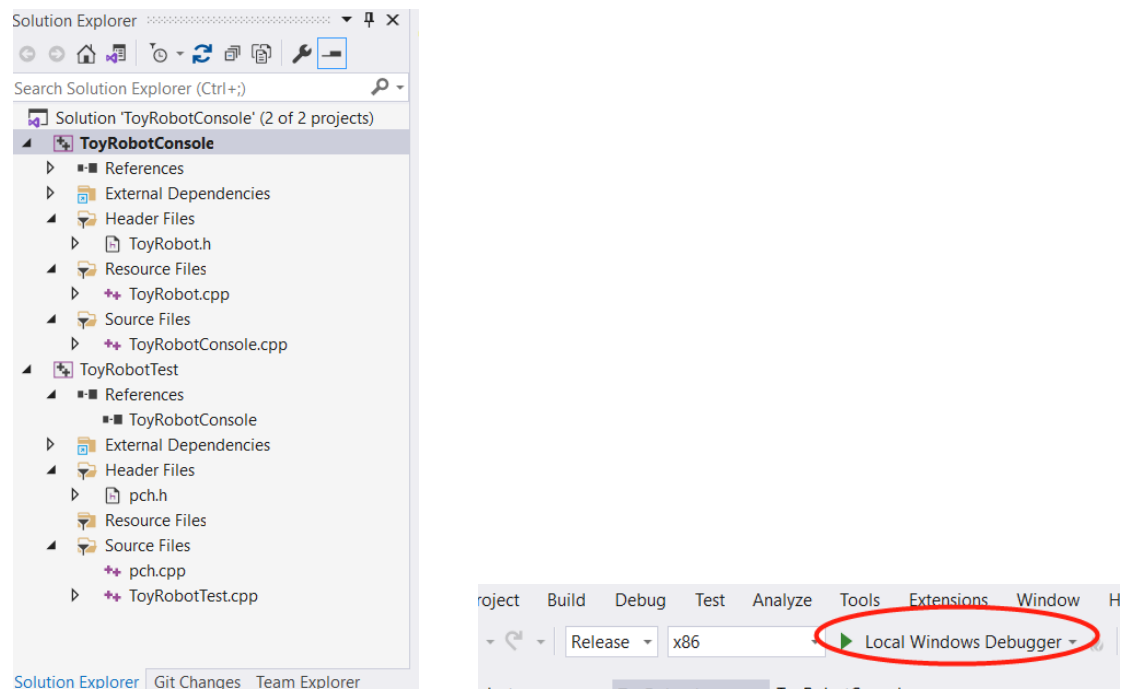 Solution Explorer
Search Solution Explorer (Ctrl+;)
Solution 'ToyRobotConsole' (2 of 2 projects)
ToyRobotConsole
References
External Dependencies
Header Files
ToyRobot.h
Resource Files
ToyRobot.cpp
Source Files
ToyRobotConsole.cpp
ToyRobotTest
References
ToyRobotConsole
External Dependencies
Header Files
pch.h
Resource Files
Source Files
pch.cpp
ToyRobotTest.cpp
Solution Explorer Git Changes Team Explorer
roject Build Debug Test Analyze Tools Extensions Window H
Release x86 Local Windows Debugger